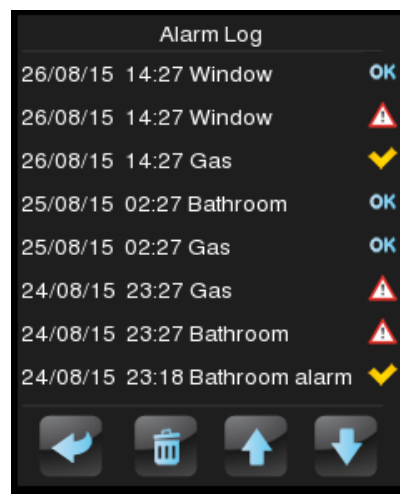 Alarm Log
26/08/15 14:27 Window OK
26/08/15 14:27 Window
26/08/15 14:27 Gas
25/08/15 02:27 Bathroom OK
25/08/15 02:27 Gas OK
24/08/15 23:27 Gas
24/08/15 23:27 Bathroom
24/08/15 23:18 Bathroom alarm